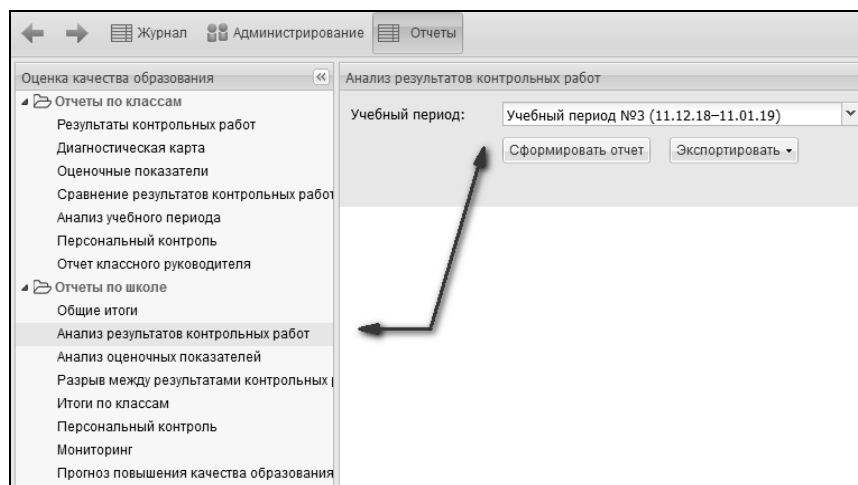 Журнал Администрирование Отчеты
Оценка качества образования
Отчеты по классам
Результаты контрольных работ
Диагностическая карта
Оценочные показатели
Сравнение результатов контрольных работ
Анализ учебного периода
Персональный контроль
Отчет классного руководителя
Отчеты по школе
Общие итоги
Анализ результатов контрольных работ
Анализ оценочных показателей
Разрыв между результатами контрольных
Итоги по классам
Персональный контроль
Мониторинг
Прогноз повышения качества образования
Анализ результатов контрольных работ
Учебный период: Учебный период №3 (11.12.18–11.01.19)
Сформировать отчет Экспортировать